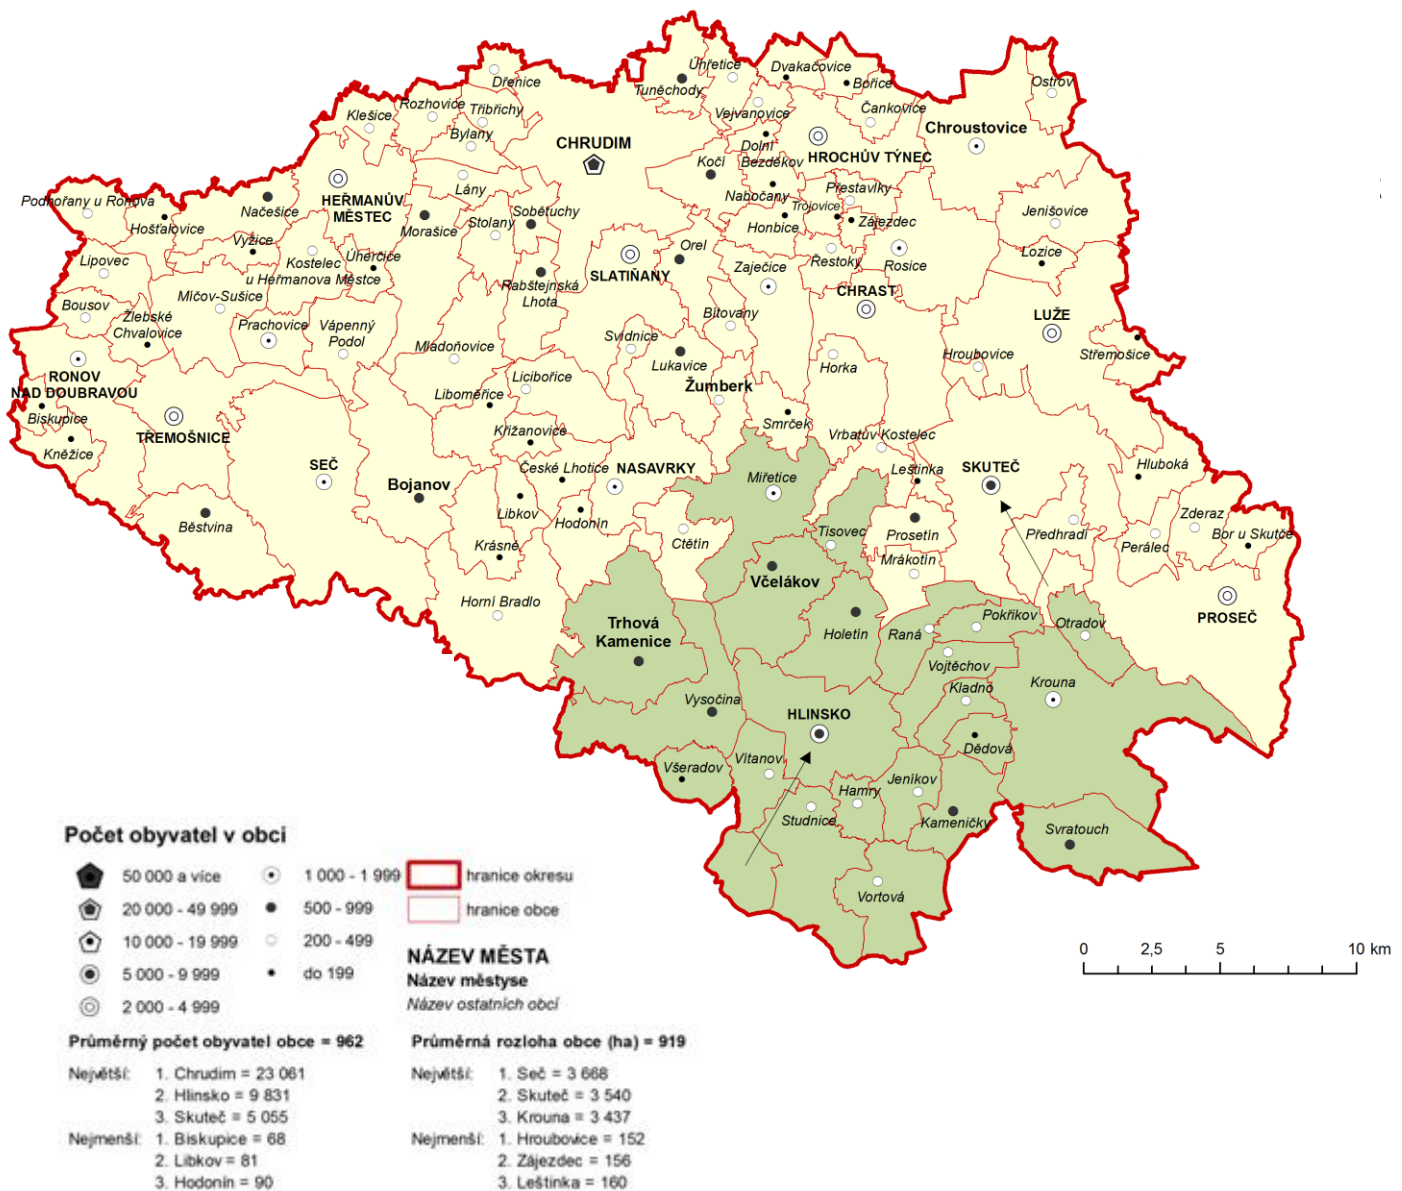 Úhřetice
Dvakačovice
Dřenice
Tuněchody
Bořice
Ostrov
Rozhovice
Klešice
Třibřichy
Vejvanovice
Čankovice
Bylany
CHRUDIM
Chroustovice
Dolní
Bezděkov
Kočí
HROCHŮV TÝNEC
Lány
Přestavlky
Nabočany
Trojovice
Podhořany u Ronova
HEŘMANŮV
MĚSTEC
Načešice
Hošťalovice
Morašice
Stolany
Sobětuchy
Honbice
Zájezdec
Jenišovice
Vyžice
Orel
Lozice
Kostelec
u Heřmanova Městce
Úherčice
Lipovec
SLATIŇANY
Zaječice
Řestoky
Rosice
Rabštejnská
Lhota
CHRAST
Mičov-Sušice
Bousov
Žlebské
Chvalovice
Prachovice
Vápenný
Podol
Bítovany
LUŽE
Svídnice
Mladoňovice
Lukavice
Střemošice
Hroubovice
Horka
RONOV
NAD DOUBRAVOU
Licibořice
Žumberk
Libomeřice
Biskupice
Smrček
TŘEMOŠNICE
Křižanovice
Vrbatův Kostelec
Kněžice
SEČ
České Lhotice
NASAVRKY
Leštinka
SKUTEČ
Hluboká
Bojanov
Miřetice
Libkov
Hodonín
Běstvina
Zderaz
Ctětín
Tisovec
Prosetín
Předhradí
Perálec
Bor u Skutče
Krásné
Mrákotín
Včelákov
Horní Bradlo
PROSEČ
Trhová
Kamenice
Holetín
Pokřikov
Raná
Otradov
Vojtěchov
Kladno
Krouna
Vysočina
HLINSKO
Dědová
Všeradov
Vítanov
Jeníkov
Hamry
Studnice
Kameničky
Svratouch
Vortová
0 2,5 5 10 km
Počet obyvatel v obci
50 000 a více
20 000 - 49 999
10 000 - 19 999
5 000 - 9 999
2 000 - 4 999
1 000 - 1 999
500 - 999
200 - 499
do 199
hranice okresu
hranice obce
NÁZEV MĚSTA
Název městyse
Název ostatních obcí
Průměrný počet obyvatel obce = 962
Největší: 1. Chrudim = 23 061
2. Hlinsko = 9 831
3. Skuteč = 5 055
Nejmenší: 1. Biskupice = 68
2. Libkov = 81
3. Hodonín = 90
Průměrná rozloha obce (ha) = 919
Největší: 1. Seč = 3 668
2. Skuteč = 3 540
3. Krouna = 3 437
Nejmenší: 1. Hroubovice = 152
2. Zájezdec = 156
3. Leštinka = 160